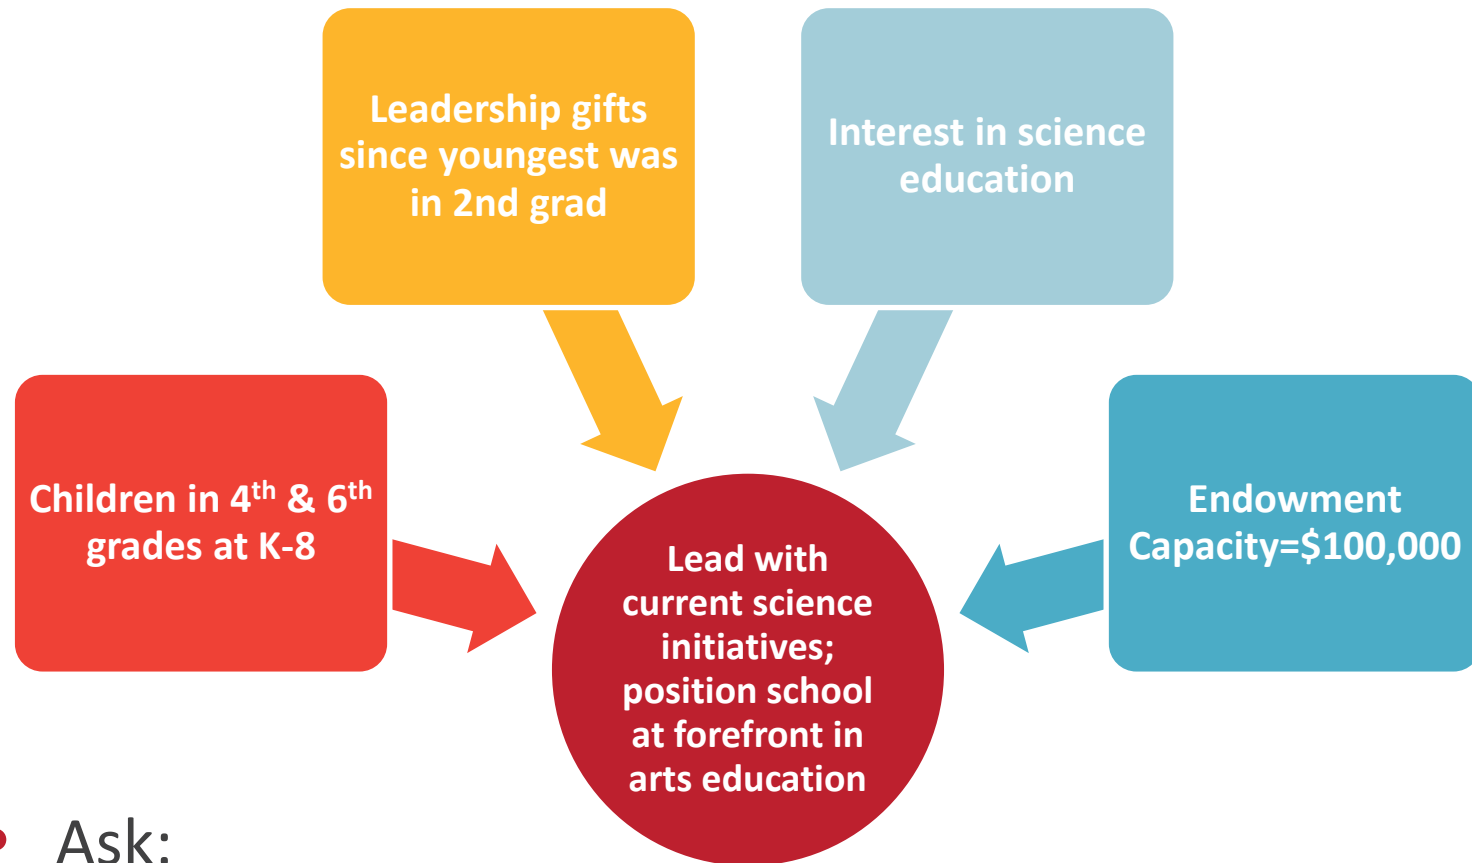 Leadership gifts
since youngest was
in 2nd grad
Interest in science
education
Children in 4th & 6th
grades at K-8
Endowment
Capacity=$100,000
Lead with
current science
initiatives;
position school
at forefront in
arts education
• Ask: